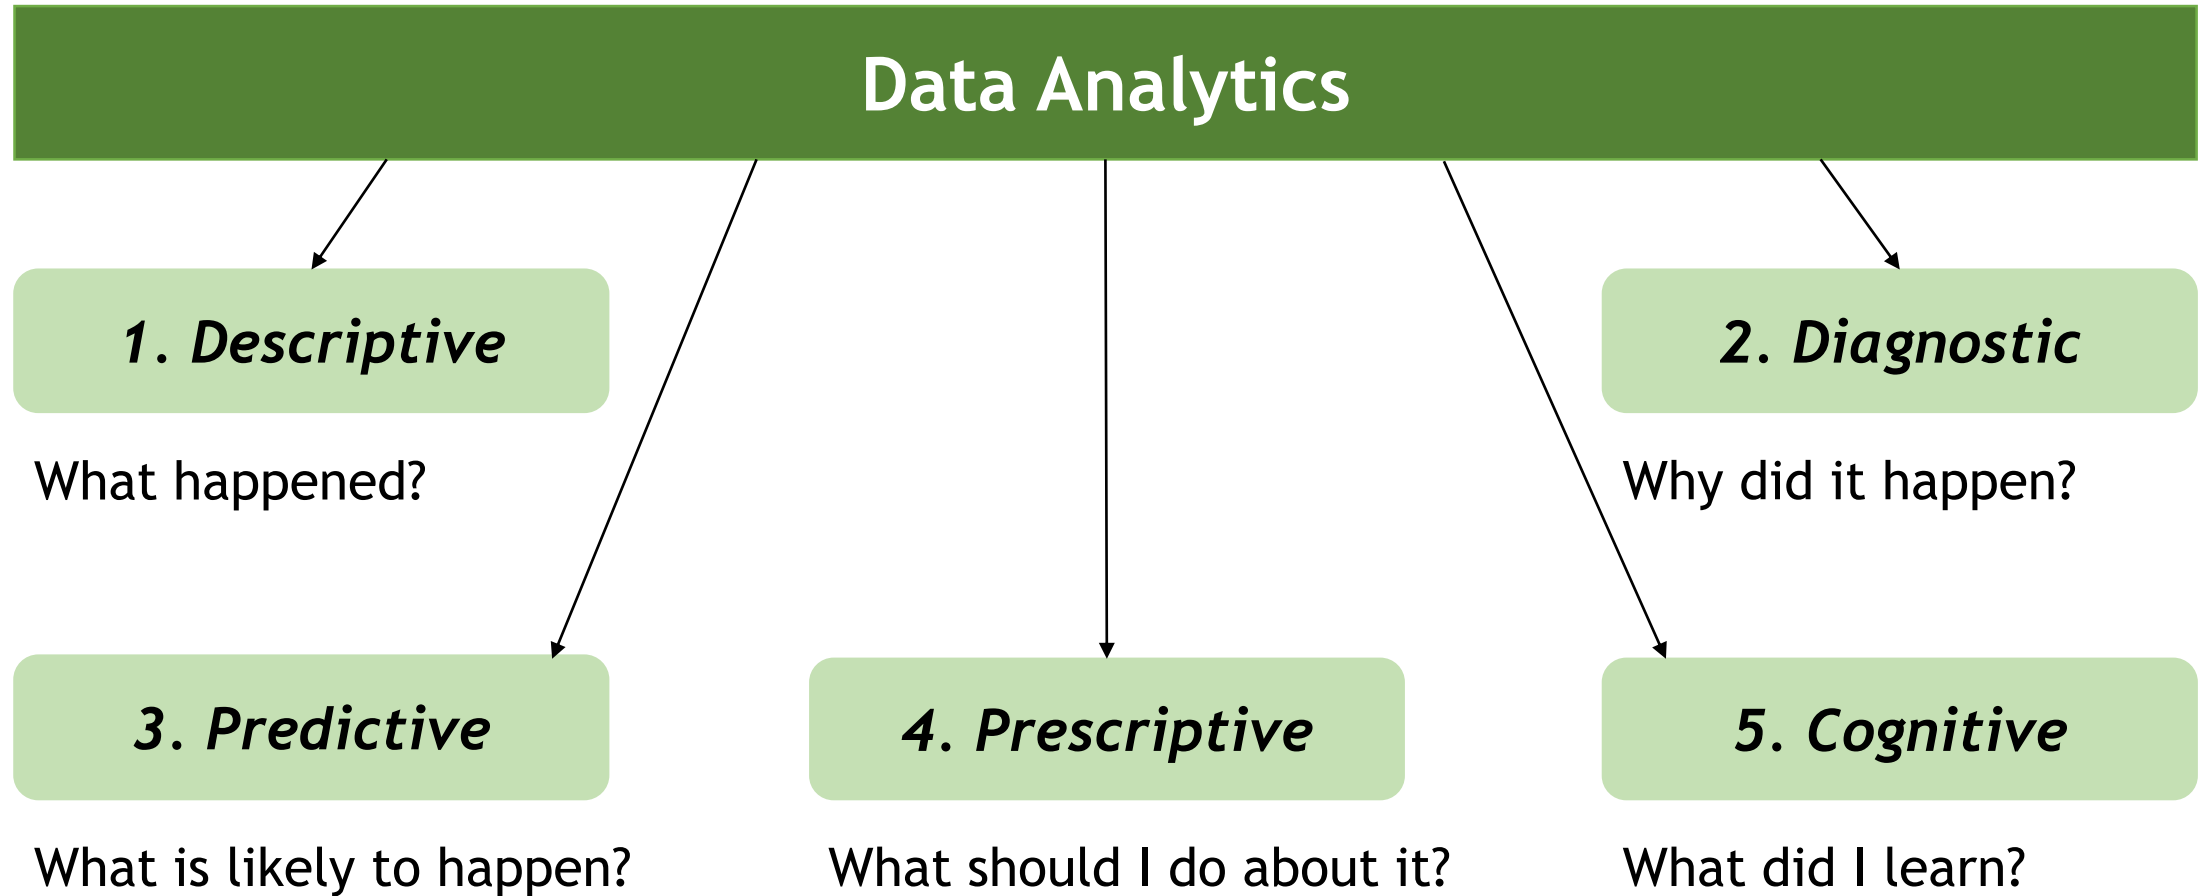 Data Analytics
1. Descriptive
2. Diagnostic
What happened?
Why did it happen?
3. Predictive
4. Prescriptive
5. Cognitive
What is likely to happen?
What should I do about it?
What did I learn?